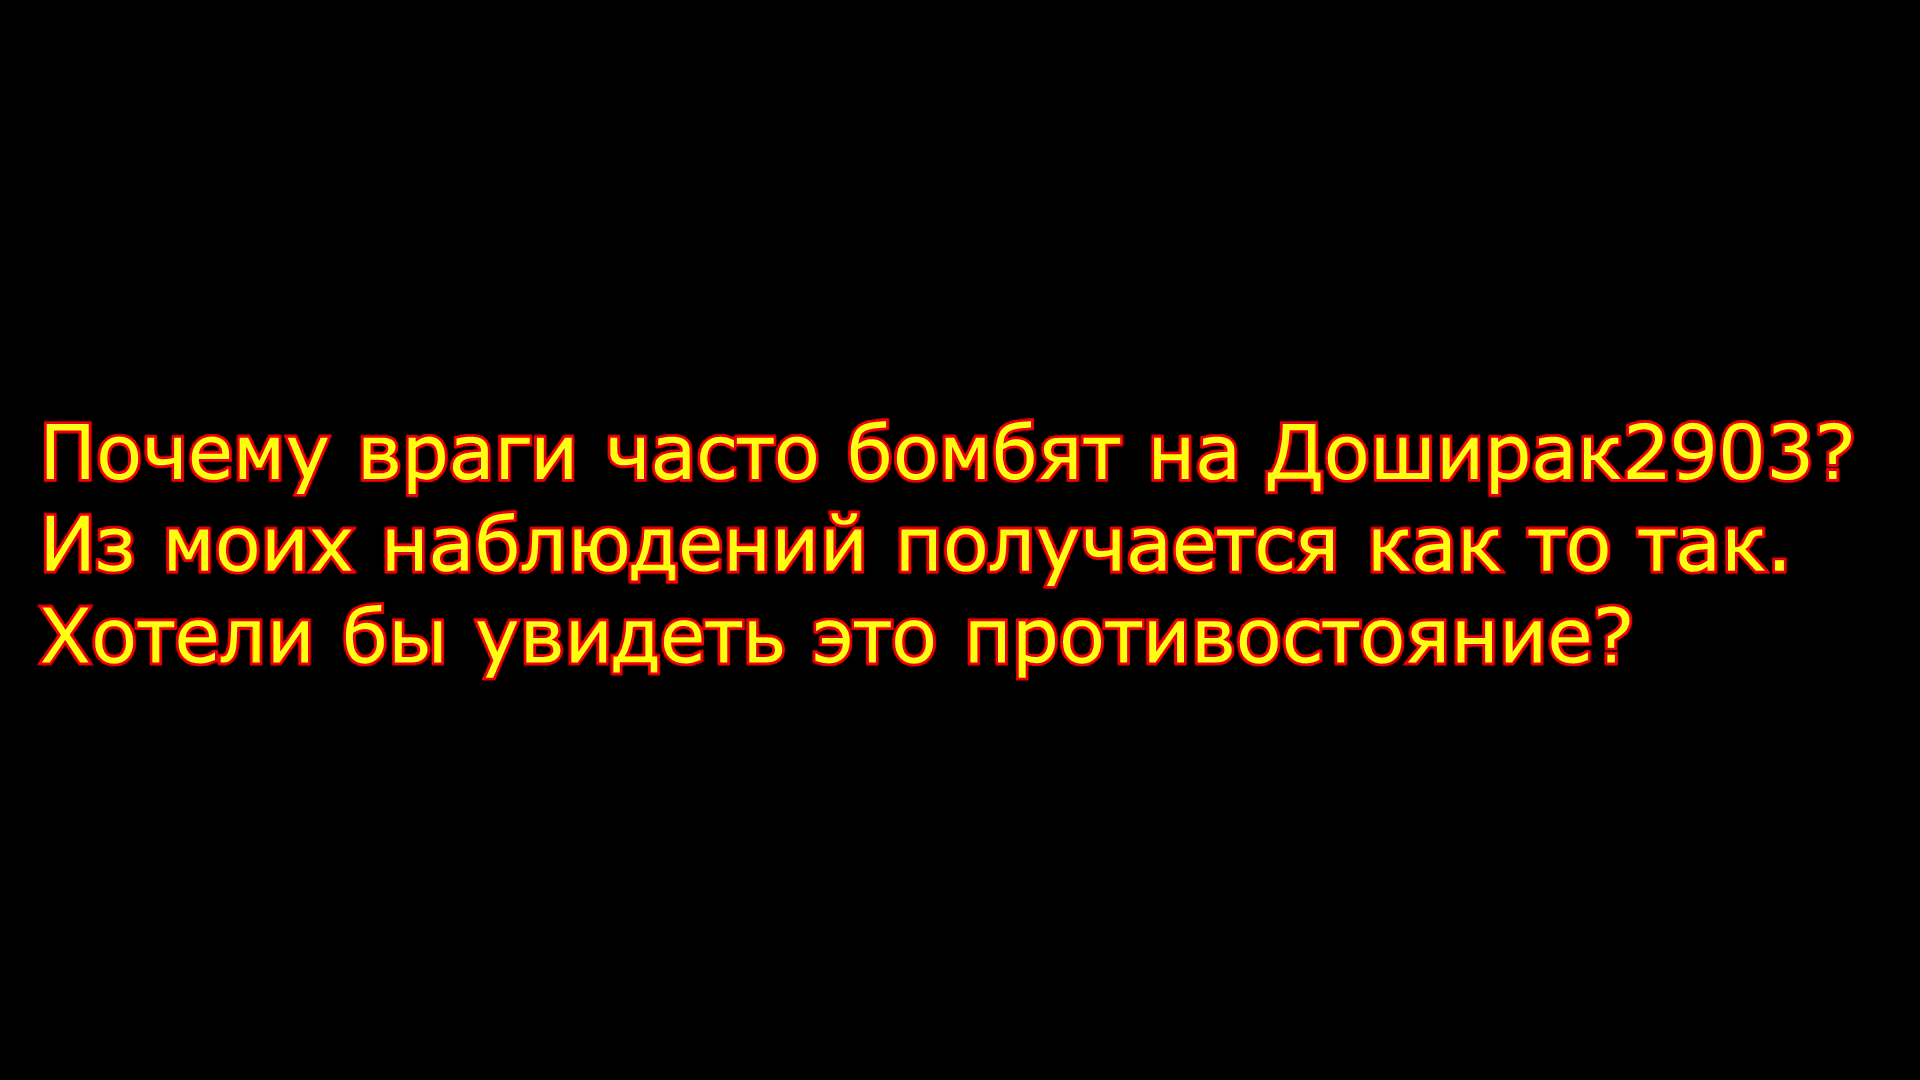 Почему враги часто бомбят на Доширак2903?
Из моих наблюдений получается как то так.
Хотели бы увидеть это противостояние?